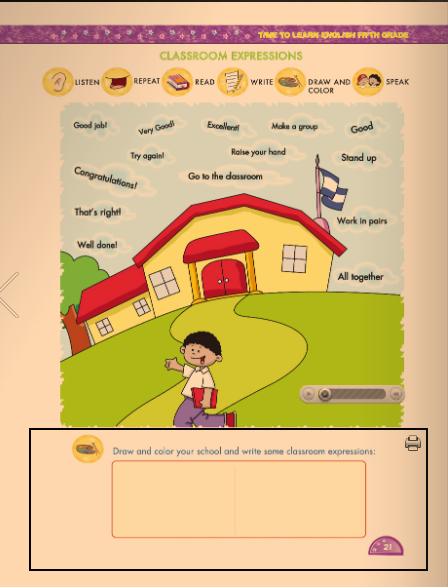 TIME TO LEARN ENGLISH FIFTH GRADE
CLASSROOM EXPRESSIONS
LISTEN REPEAT READ WRITE DRAW AND COLOR SPEAK
Good job! Very Good! Excellent! Make a group Good
Try again! Raise your hand Stand up
Congratulations! Go to the classroom
That's right! Work in pairs
Well done!
All together
Draw and color your school and write some classroom expressions:
21